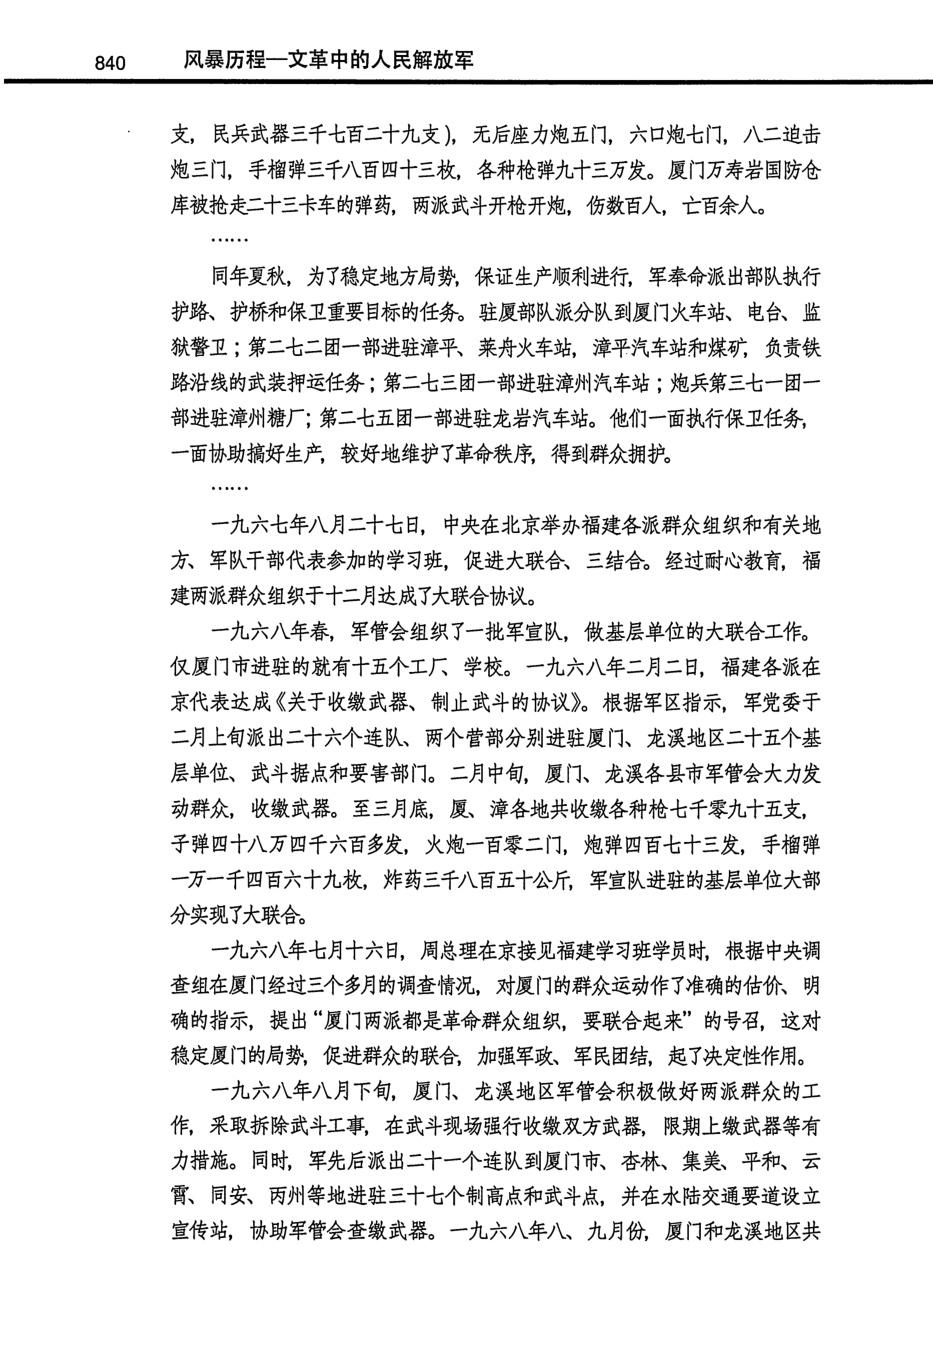 840 风暴历程—文革中的人民解放军
支，民兵武器三千七百二十九支），无后座力炮五门，六口炮七门，八二迫击
炮三门，手榴弹三千八百四十三枚，各种枪弹九十三万发。厦门万寿岩国防仓
库被抢走二十三卡车的弹药，两派武斗开枪开炮，伤数百人，亡百余人。
……
同年夏秋，为了稳定地方局势，保证生产顺利进行，军奉命派出部队执行
护路、护桥和保卫重要目标的任务。驻厦部队派分队到厦门火车站、电台、监
狱警卫；第二七二团一部进驻漳平、莱舟火车站，漳平汽车站和煤矿，负责铁
路沿线的武装押运任务；第二七三团一部进驻漳州汽车站；炮兵第三七一团一
部进驻漳州糖厂；第二七五团一部进驻龙岩汽车站。他们一面执行保卫任务，
一面协助搞好生产，较好地维护了革命秩序，得到群众拥护。
……
一九六七年八月二十七日，中央在北京举办福建各派群众组织和有关地
方、军队干部代表参加的学习班，促进大联合、三结合。经过耐心教育，福
建两派群众组织于十二月达成了大联合协议。
一九六八年春，军管会组织了一批军宣队，做基层单位的大联合工作。
仅厦门市进驻的就有十五个工厂、学校。一九六八年二月二日，福建各派在
京代表达成《关于收缴武器、制止武斗的协议》。根据军区指示，军党委于
二月上旬派出二十六个连队、两个营部分别进驻厦门、龙溪地区二十五个基
层单位、武斗据点和要害部门。二月中旬，厦门、龙溪各县市军管会大力发
动群众，收缴武器。至三月底，厦、漳各地共收缴各种枪七千零九十五支，
子弹四十八万四千六百多发，火炮一百零二门，炮弹四百七十三发，手榴弹
一万一千四百六十九枚，炸药三千八百五十公斤，军宣队进驻的基层单位大部
分实现了大联合。
一九六八年七月十六日，周总理在京接见福建学习班学员时，根据中央调
查组在厦门经过三个多月的调查情况，对厦门的群众运动作了准确的估价、明
确的指示，提出“厦门两派都是革命群众组织，要联合起来”的号召，这对
稳定厦门的局势，促进群众的联合，加强军政、军民团结，起了决定性作用。
一九六八年八月下旬，厦门、龙溪地区军管会积极做好两派群众的工
作，采取拆除武斗工事，在武斗现场强行收缴双方武器，限期上缴武器等有
力措施。同时，军先后派出二十一个连队到厦门市、杏林、集美、平和、云
霄、同安、丙州等地进驻三十七个制高点和武斗点，并在水陆交通要道设立
宣传站，协助军管会查缴武器。一九六八年八、九月份，厦门和龙溪地区共